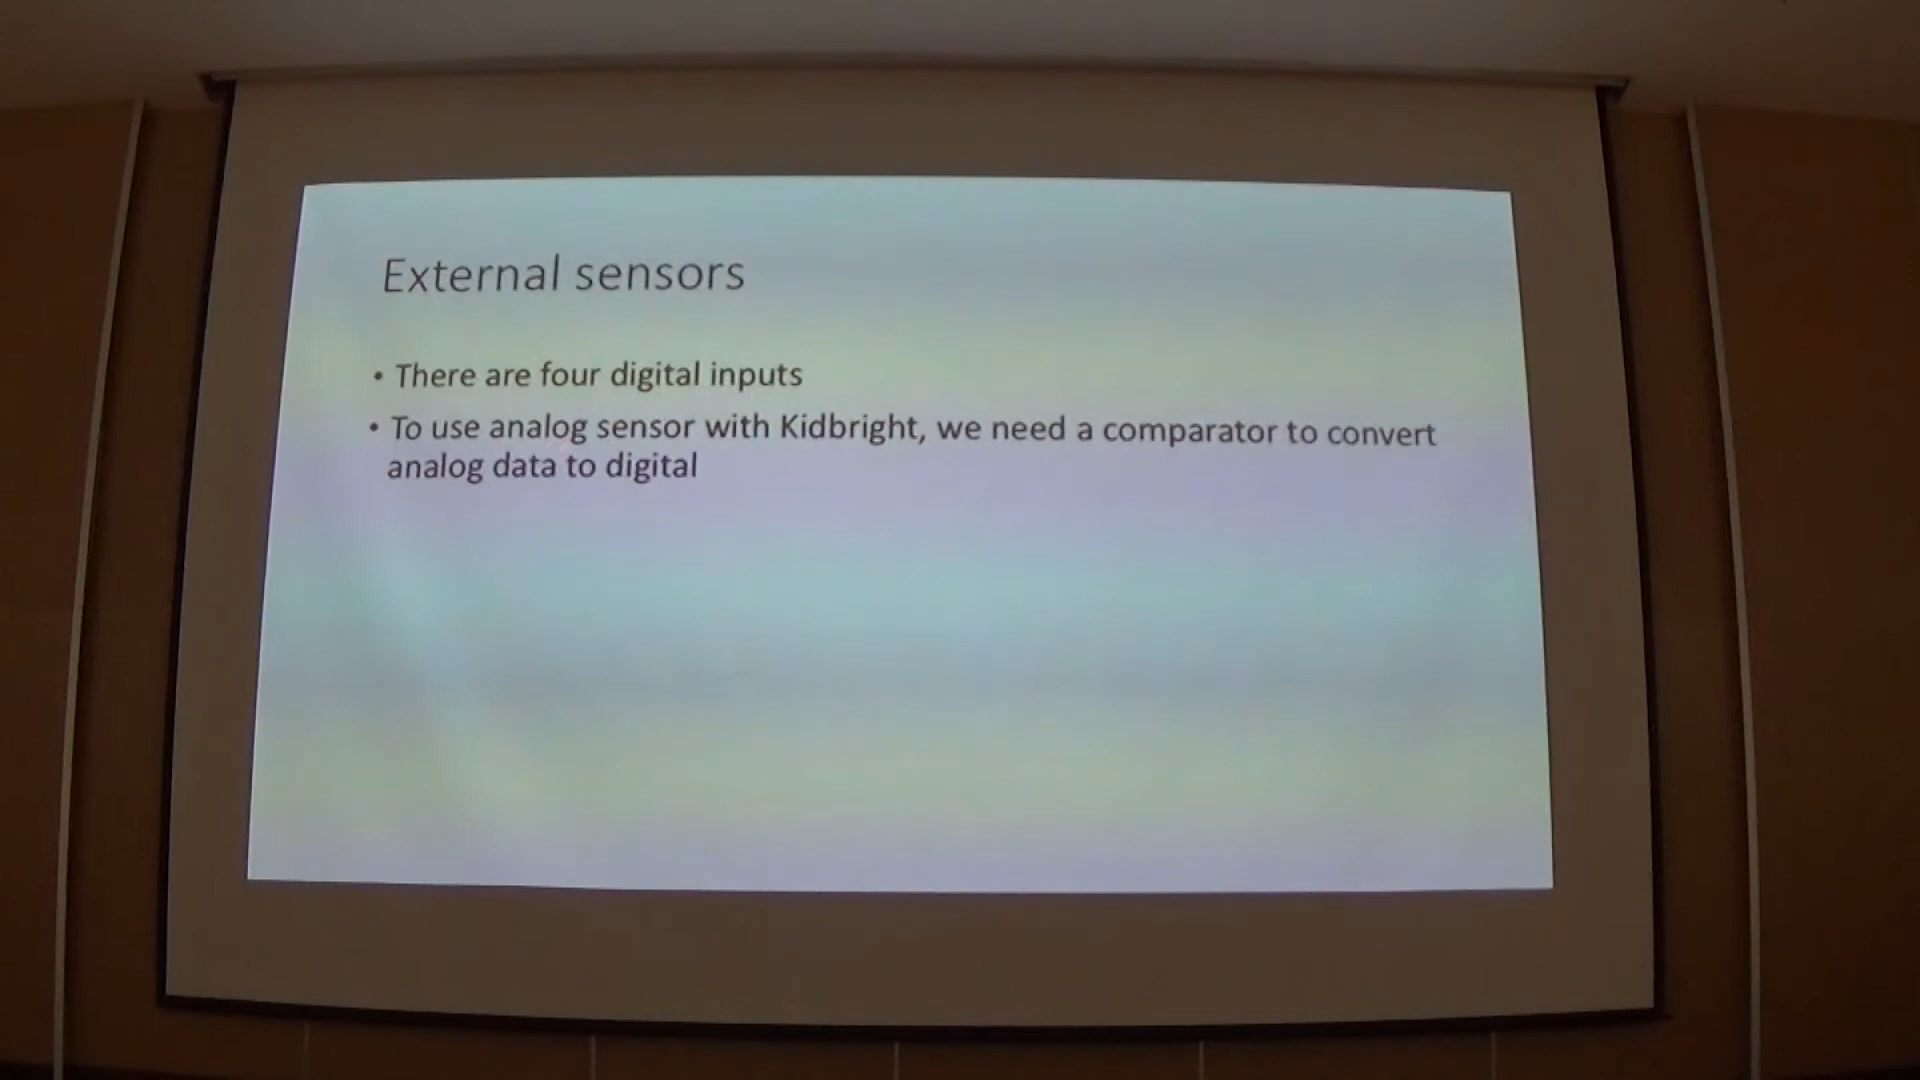 External sensors
• There are four digital inputs
• To use analog sensor with Kidbright, we need a comparator to convert
analog data to digital